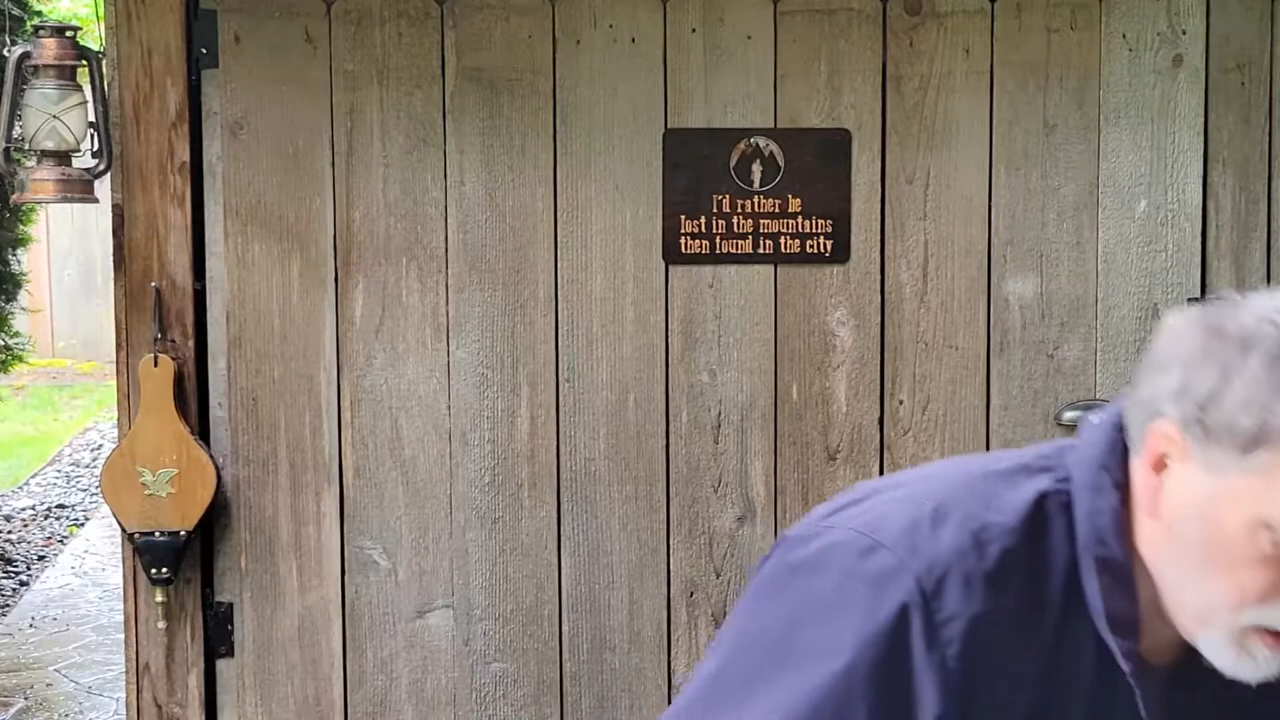 I'd rather be
lost in the mountains
then found in the city